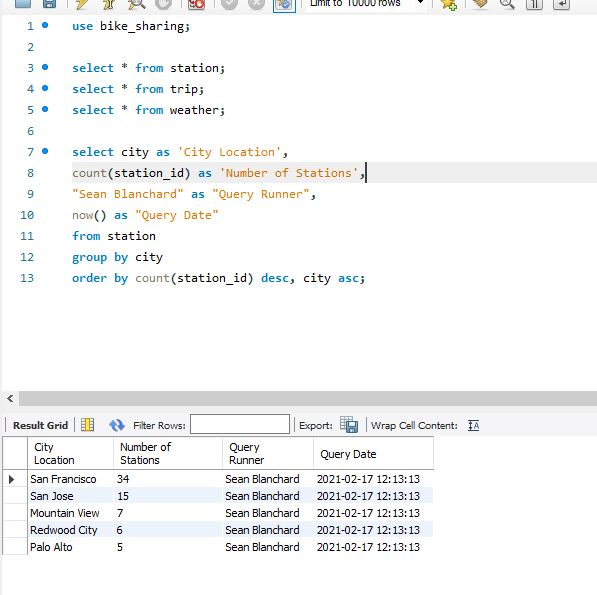 Limit to 10000 rows
1 use bike_sharing;
2
3 select * from station;
4 select * from trip;
5 select * from weather;
6
7 select city as 'City Location',
8 count(station_id) as 'Number of Stations',
9 "Sean Blanchard" as "Query Runner",
10 now() as "Query Date"
11 from station
12 group by city
13 order by count(station_id) desc, city asc;
Result Grid Filter Rows: Export: Wrap Cell Content: IA
City Location Number of Stations Query Runner Query Date
San Francisco 34 Sean Blanchard 2021-02-17 12:13:13
San Jose 15 Sean Blanchard 2021-02-17 12:13:13
Mountain View 7 Sean Blanchard 2021-02-17 12:13:13
Redwood City 6 Sean Blanchard 2021-02-17 12:13:13
Palo Alto 5 Sean Blanchard 2021-02-17 12:13:13